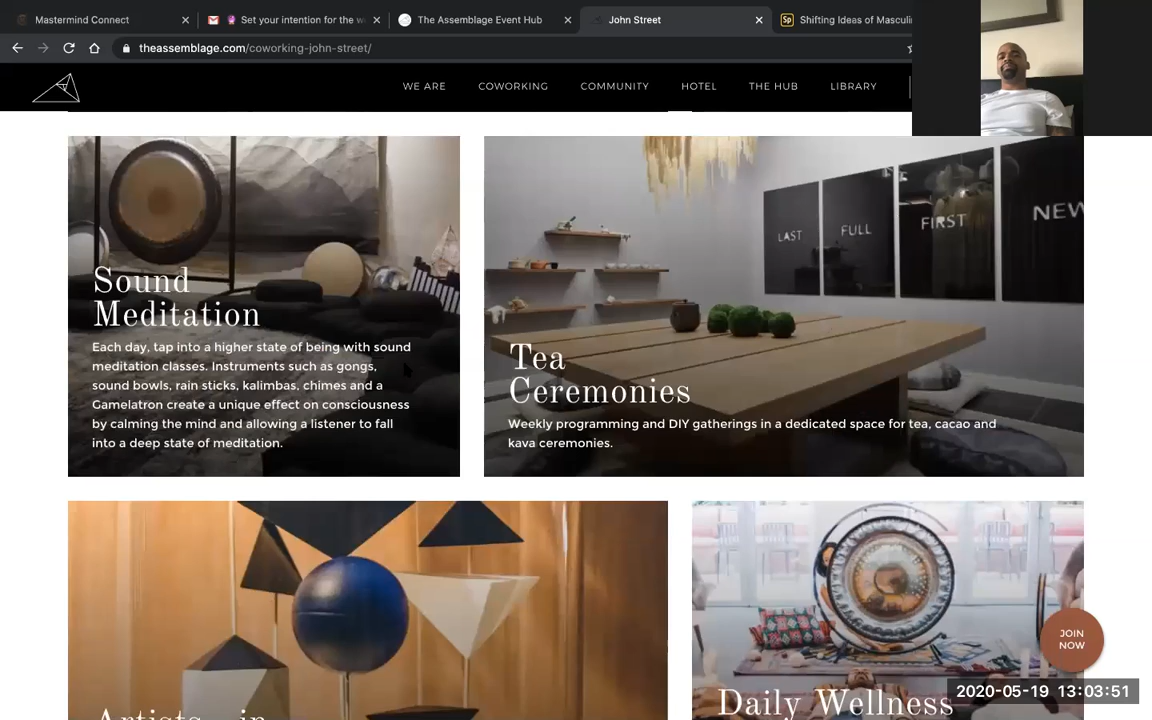 Mastermind Connect
Set your intention for the w
The Assemblage Event Hub
John Street
Sp
Shifting Ideas of Masculi
theassemblage.com/coworking-john-street/
WE ARE
COWORKING
COMMUNITY
HOTEL
THE HUB
LIBRARY
Sound
Meditation
Each day, tap into a higher state of being with sound
meditation classes. Instruments such as gongs,
sound bowls, rain sticks, kalimbas, chimes and a
Gamelatron create a unique effect on consciousness
by calming the mind and allowing a listener to fall
into a deep state of meditation.
LAST
FULL
FIRST
NEW
Tea
Ceremonies
Weekly programming and DIY gatherings in a dedicated space for tea, cacao and
kava ceremonies.
Artists - in
Daily Wellness
JOIN
NOW
2020-05-19 13:03:51